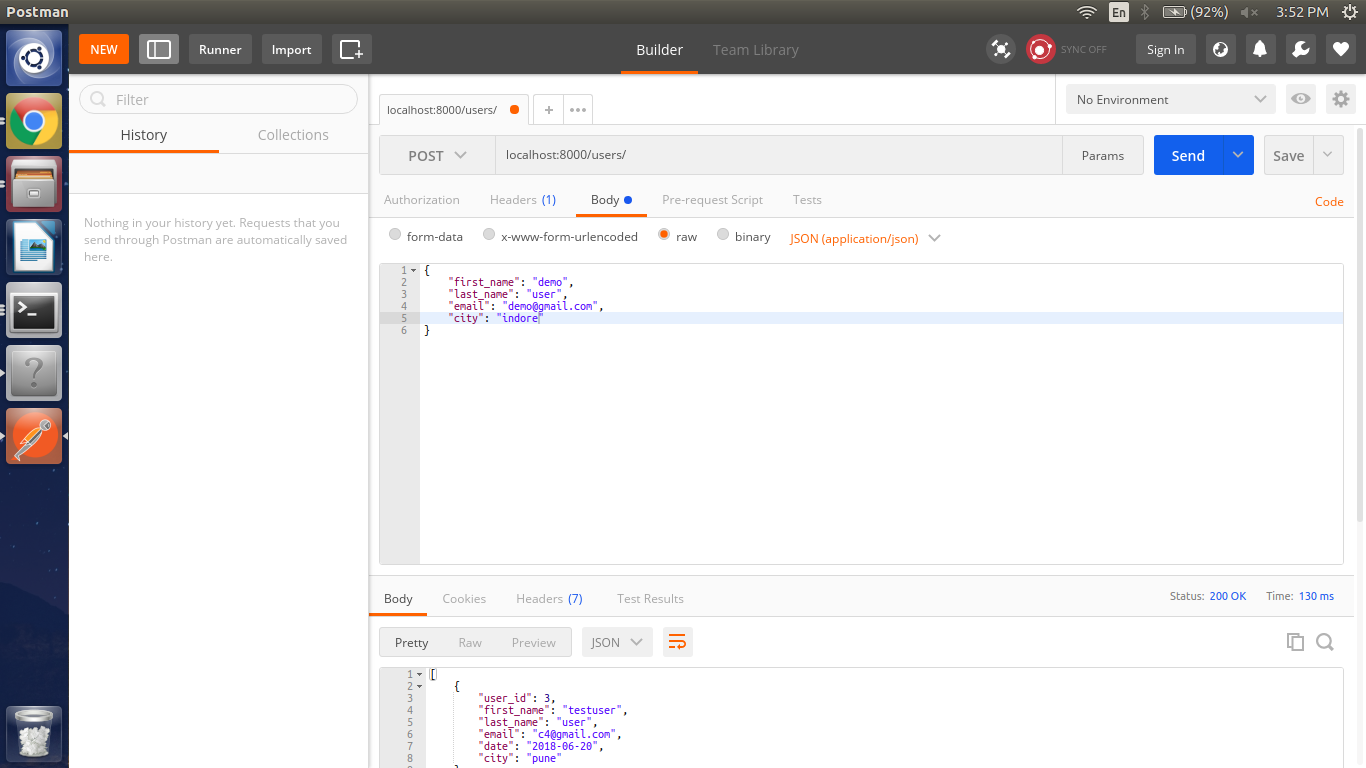 Postman
En
(92%)
3:52 PM
NEW
Runner
Import
Builder
Team Library
SYNC OFF
Sign In
Filter
History
Collections
Nothing in your history yet. Requests that you
send through Postman are automatically saved
here.
localhost:8000/users/
+
•••
No Environment
POST
localhost:8000/users/
Params
Send
Save
Authorization
Headers (1)
Body
Pre-request Script
Tests
Code
form-data
x-www-form-urlencoded
raw
binary
JSON (application/json)
1 {
2 "first_name": "demo",
3 "last_name": "user",
4 "email": "demo@gmail.com",
5 "city": "indore"
6 }
Body
Cookies
Headers (7)
Test Results
Status: 200 OK
Time: 130 ms
Pretty
Raw
Preview
JSON
1 [
2 {
3 "user_id": 3,
4 "first_name": "testuser",
5 "last_name": "user",
6 "email": "c4@gmail.com",
7 "date": "2018-06-20",
8 "city": "pune"